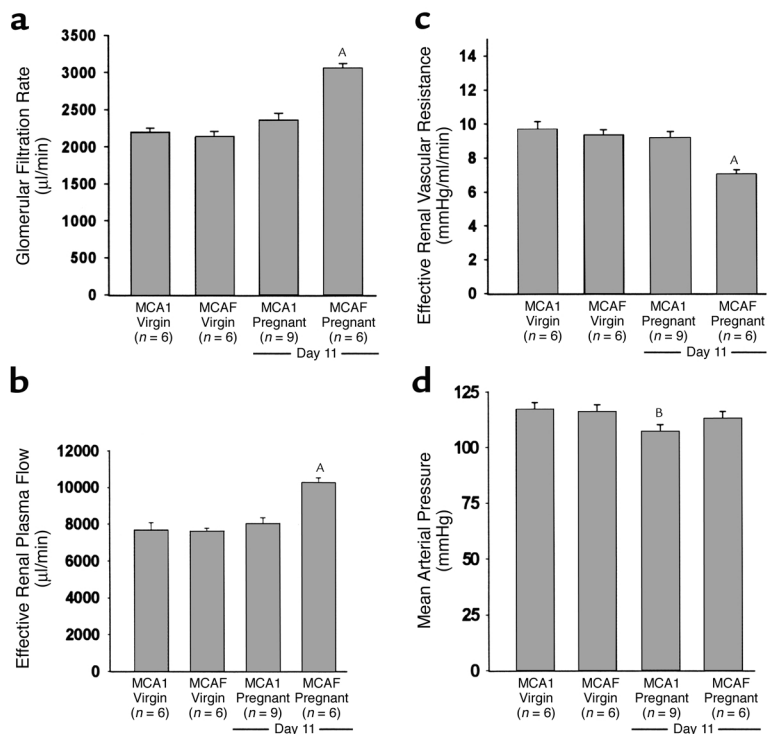 a
Glomerular Filtration Rate
(μl/min)
3500
3000
2500
2000
1500
1000
500
0
A
MCA1 MCAF MCA1 MCAF
Virgin Virgin Pregnant Pregnant
(n = 6) (n = 6) (n = 9) (n = 6)
Day 11
b
Effective Renal Plasma Flow
(μl/min)
12000
10000
8000
6000
4000
2000
0
A
MCA1 MCAF MCA1 MCAF
Virgin Virgin Pregnant Pregnant
(n = 6) (n = 6) (n = 9) (n = 6)
Day 11
c
Effective Renal Vascular Resistance
(mmHg/ml/min)
14
12
10
8
6
4
2
0
A
MCA1 MCAF MCA1 MCAF
Virgin Virgin Pregnant Pregnant
(n = 6) (n = 6) (n = 9) (n = 6)
Day 11
d
Mean Arterial Pressure
(mmHg)
125
100
75
50
25
0
B
MCA1 MCAF MCA1 MCAF
Virgin Virgin Pregnant Pregnant
(n = 6) (n = 6) (n = 9) (n = 6)
Day 11